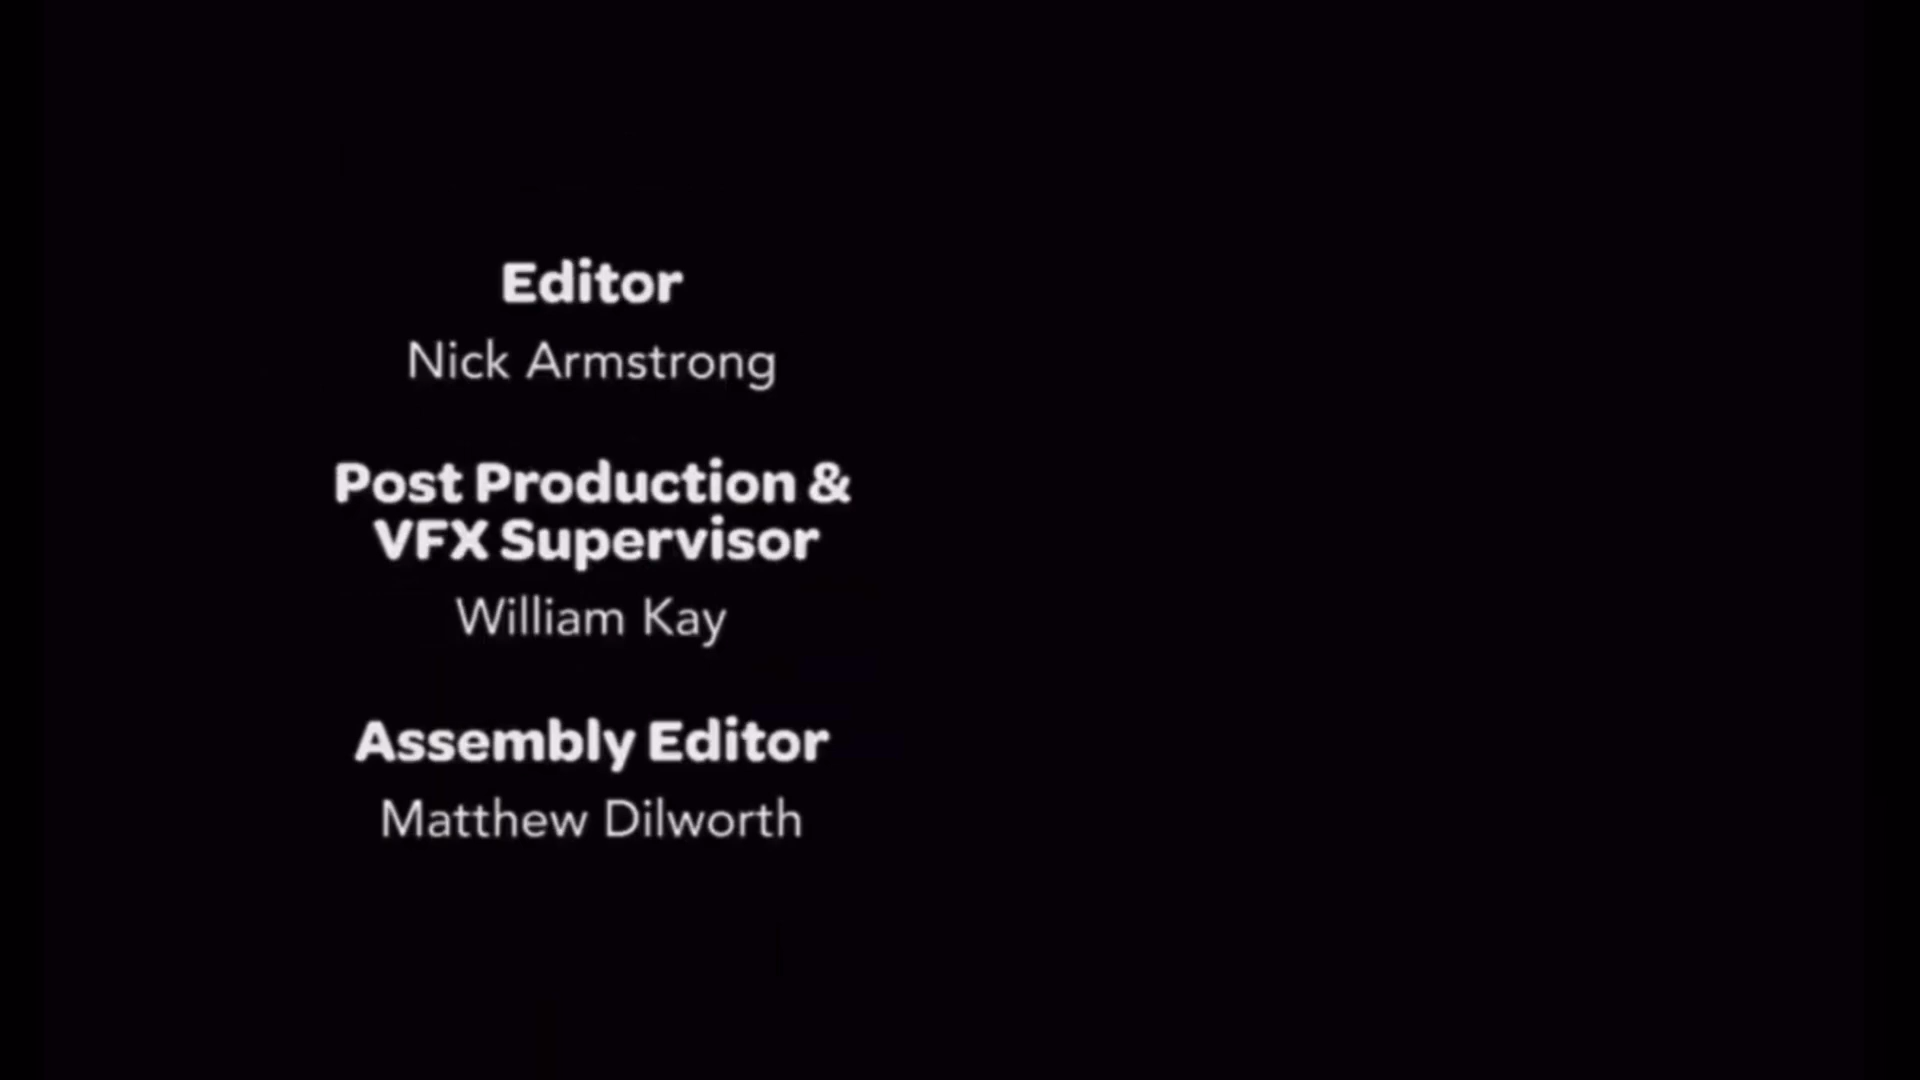 Editor
Nick Armstrong
Post Production &
VFX Supervisor
William Kay
Assembly Editor
Matthew Dilworth